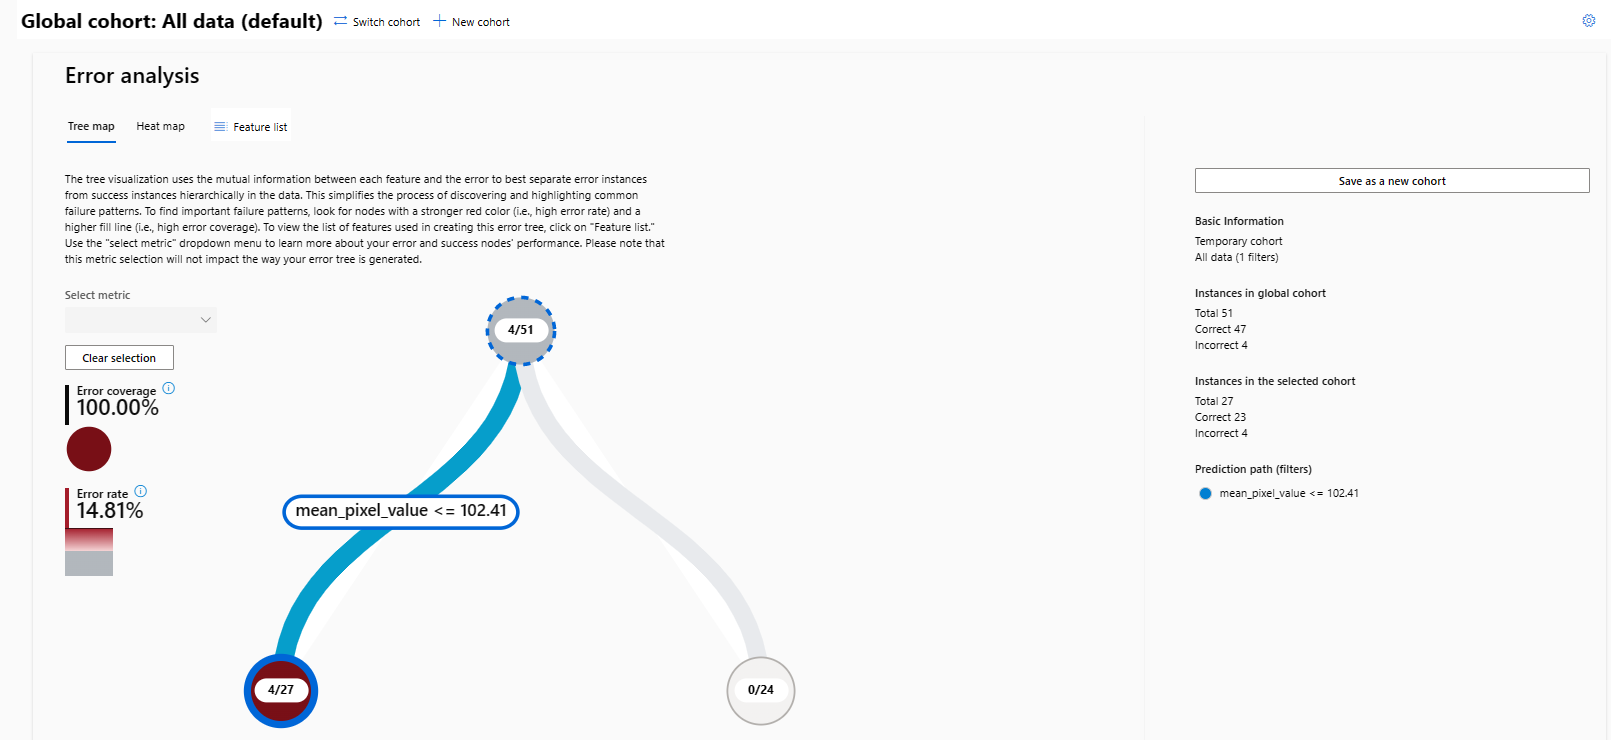 Global cohort: All data (default)
Switch cohort
New cohort
Error analysis
Tree map
Heat map
Feature list
The tree visualization uses the mutual information between each feature and the error to best separate error instances
from success instances hierarchically in the data. This simplifies the process of discovering and highlighting common
failure patterns. To find important failure patterns, look for nodes with a stronger red color (i.e., high error rate) and a
higher fill line (i.e., high error coverage). To view the list of features used in creating this error tree, click on "Feature list."
Use the "select metric" dropdown menu to learn more about your error and success nodes' performance. Please note that
this metric selection will not impact the way your error tree is generated.
Select metric
Clear selection
Error coverage
100.00%
Error rate
14.81%
4/51
mean_pixel_value <= 102.41
4/27
0/24
Save as a new cohort
Basic Information
Temporary cohort
All data (1 filters)
Instances in global cohort
Total 51
Correct 47
Incorrect 4
Instances in the selected cohort
Total 27
Correct 23
Incorrect 4
Prediction path (filters)
mean_pixel_value <= 102.41